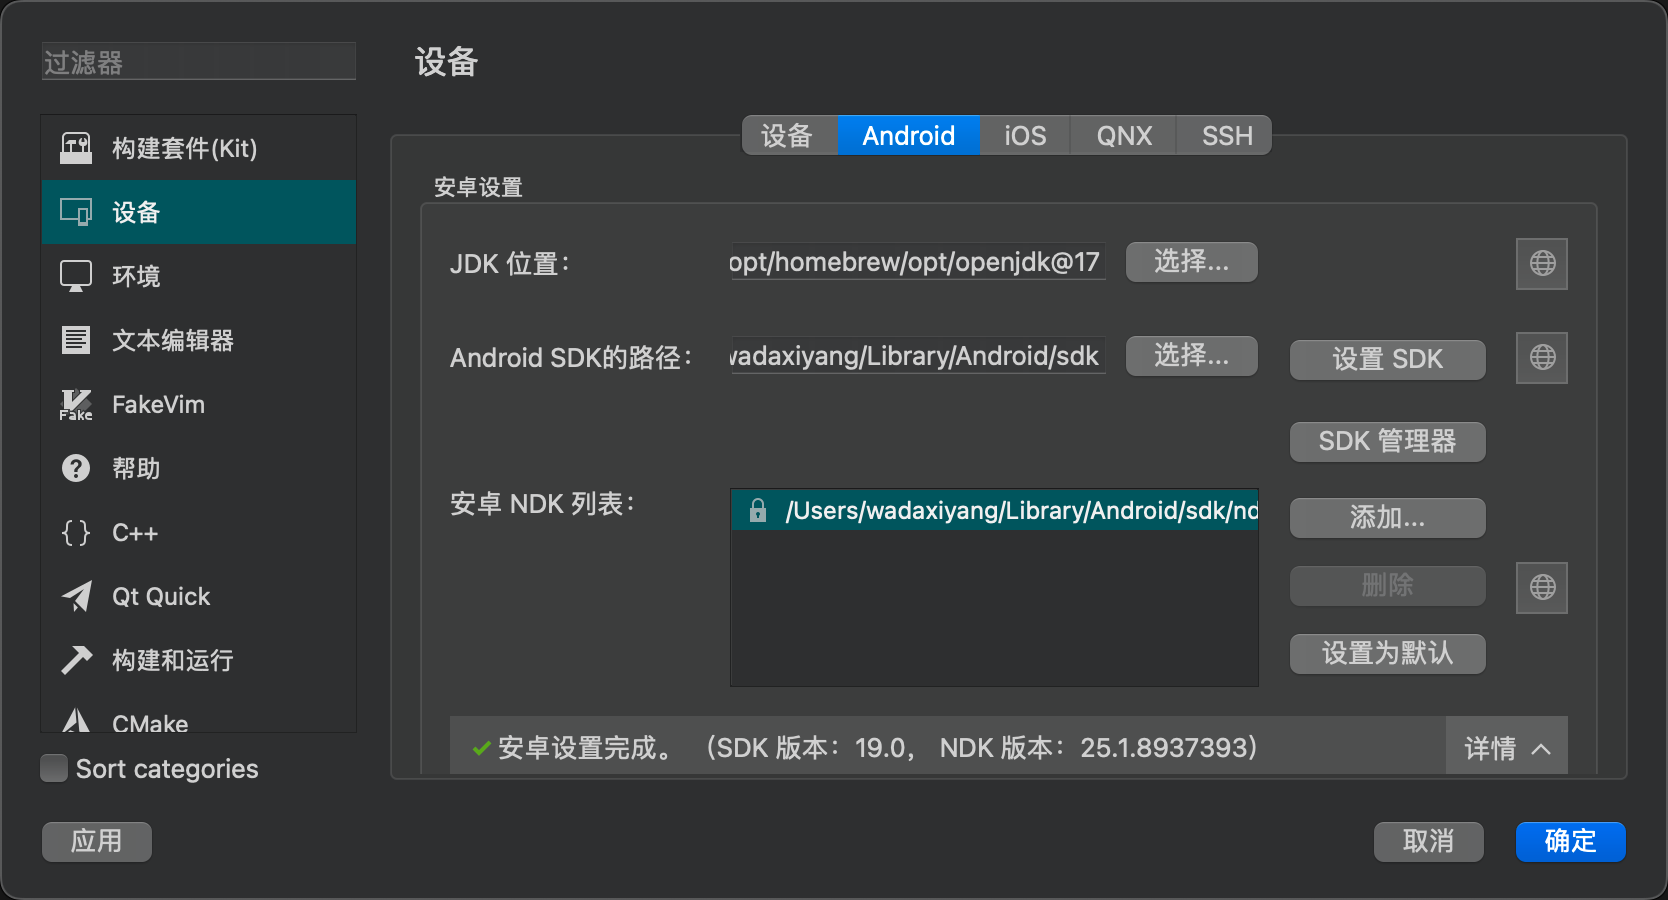 过滤器
构建套件(Kit)
设备
环境
文本编辑器
FakeVim
帮助
C++
Qt Quick
构建和运行
CMake
Sort categories
应用
设备
设备 Android iOS QNX SSH
安卓设置
JDK 位置： opt/homebrew/opt/openjdk@17 选择...
Android SDK的路径： wadaxiyang/Library/Android/sdk 选择... 设置 SDK
SDK 管理器
安卓 NDK 列表： /Users/wadaxiyang/Library/Android/sdk/nd 添加...
删除
设置为默认
安卓设置完成。 （SDK 版本：19.0， NDK 版本：25.1.8937393） 详情
取消 确定